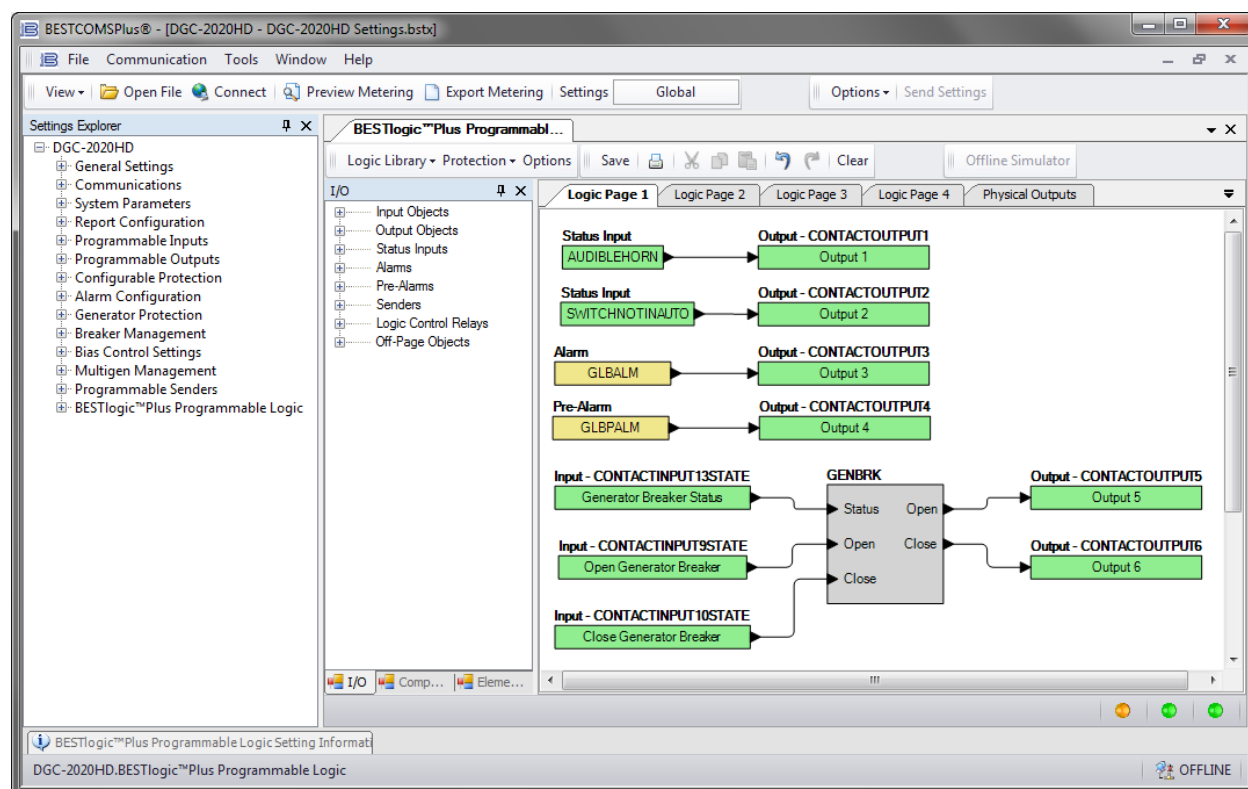 BESTCOMSPlus® - [DGC-2020HD - DGC-2020HD Settings.bstx]
File Communication Tools Window Help
View Open File Connect Preview Metering Export Metering Settings Global Options Send Settings
Settings Explorer
DGC-2020HD
General Settings
Communications
System Parameters
Report Configuration
Programmable Inputs
Programmable Outputs
Configurable Protection
Alarm Configuration
Generator Protection
Breaker Management
Bias Control Settings
Multigen Management
Programmable Senders
BESTlogic™Plus Programmable Logic
BESTlogic™Plus Programmabl...
Logic Library Protection Options Save Clear Offline Simulator
I/O
Input Objects
Output Objects
Status Inputs
Alarms
Pre-Alarms
Senders
Logic Control Relays
Off-Page Objects
I/O Comp... Eleme...
Logic Page 1 Logic Page 2 Logic Page 3 Logic Page 4 Physical Outputs
Status Input Output - CONTACTOUTPUT1
AUDIBLEHORN Output 1
Status Input Output - CONTACTOUTPUT2
SWITCHNOTINAUTO Output 2
Alarm Output - CONTACTOUTPUT3
GLBALM Output 3
Pre-Alarm Output - CONTACTOUTPUT4
GLBPALM Output 4
Input - CONTACTINPUT13STATE GENBRK Output - CONTACTOUTPUT5
Generator Breaker Status Status Open Output 5
Input - CONTACTINPUT9STATE Open Close Output - CONTACTOUTPUT6
Open Generator Breaker Output 6
Close
Input - CONTACTINPUT10STATE
Close Generator Breaker
BESTlogic™Plus Programmable Logic Setting Informati
DGC-2020HD.BESTlogic™Plus Programmable Logic OFFLINE